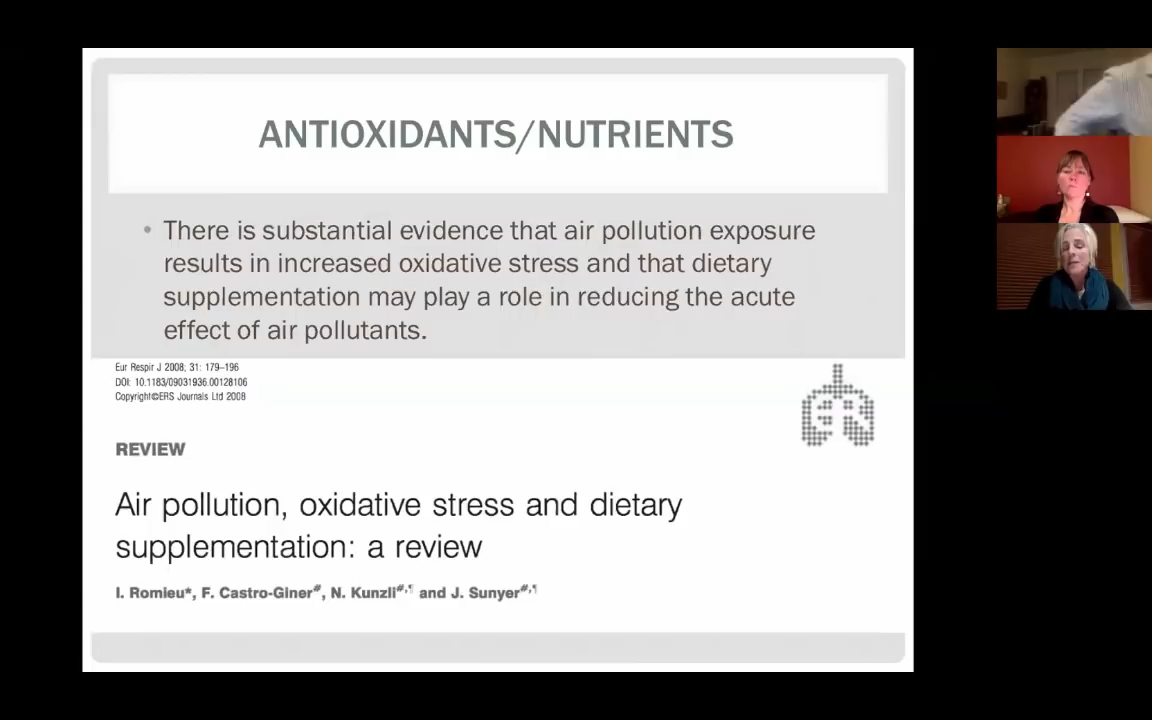 ANTIOXIDANTS/NUTRIENTS
• There is substantial evidence that air pollution exposure
results in increased oxidative stress and that dietary
supplementation may play a role in reducing the acute
effect of air pollutants.
Eur Respir J 2008; 31: 179–196
DOI: 10.1183/09031936.00128106
Copyright©ERS Journals Ltd 2008
ERS
REVIEW
Air pollution, oxidative stress and dietary
supplementation: a review
I. Romieu*, F. Castro-Giner#, N. Kunzli#,¶ and J. Sunyer#,¶